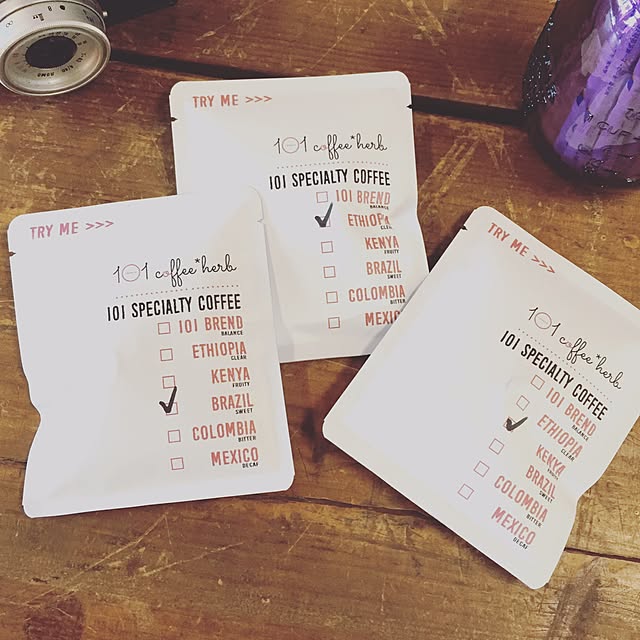 TRY ME >>>
101 coffee*herb
101 SPECIALTY COFFEE
101 BREND
BALANCE
ETHIOPIA
CLEAR
KENYA
FRUITY
BRAZIL
SWEET
COLOMBIA
BITTER
MEXICO
DECAF
TRY ME >>>
101 coffee*herb
101 SPECIALTY COFFEE
101 BREND
BALANCE
ETHIOPIA
CLEAR
KENYA
FRUITY
BRAZIL
SWEET
COLOMBIA
BITTER
MEXICO
TRY ME >>>
101 coffee*herb
101 SPECIALTY COFFEE
101 BREND
BALANCE
ETHIOPIA
CLEAR
KENYA
BRAZIL
SWEET
COLOMBIA
BITTER
MEXICO
DECAF